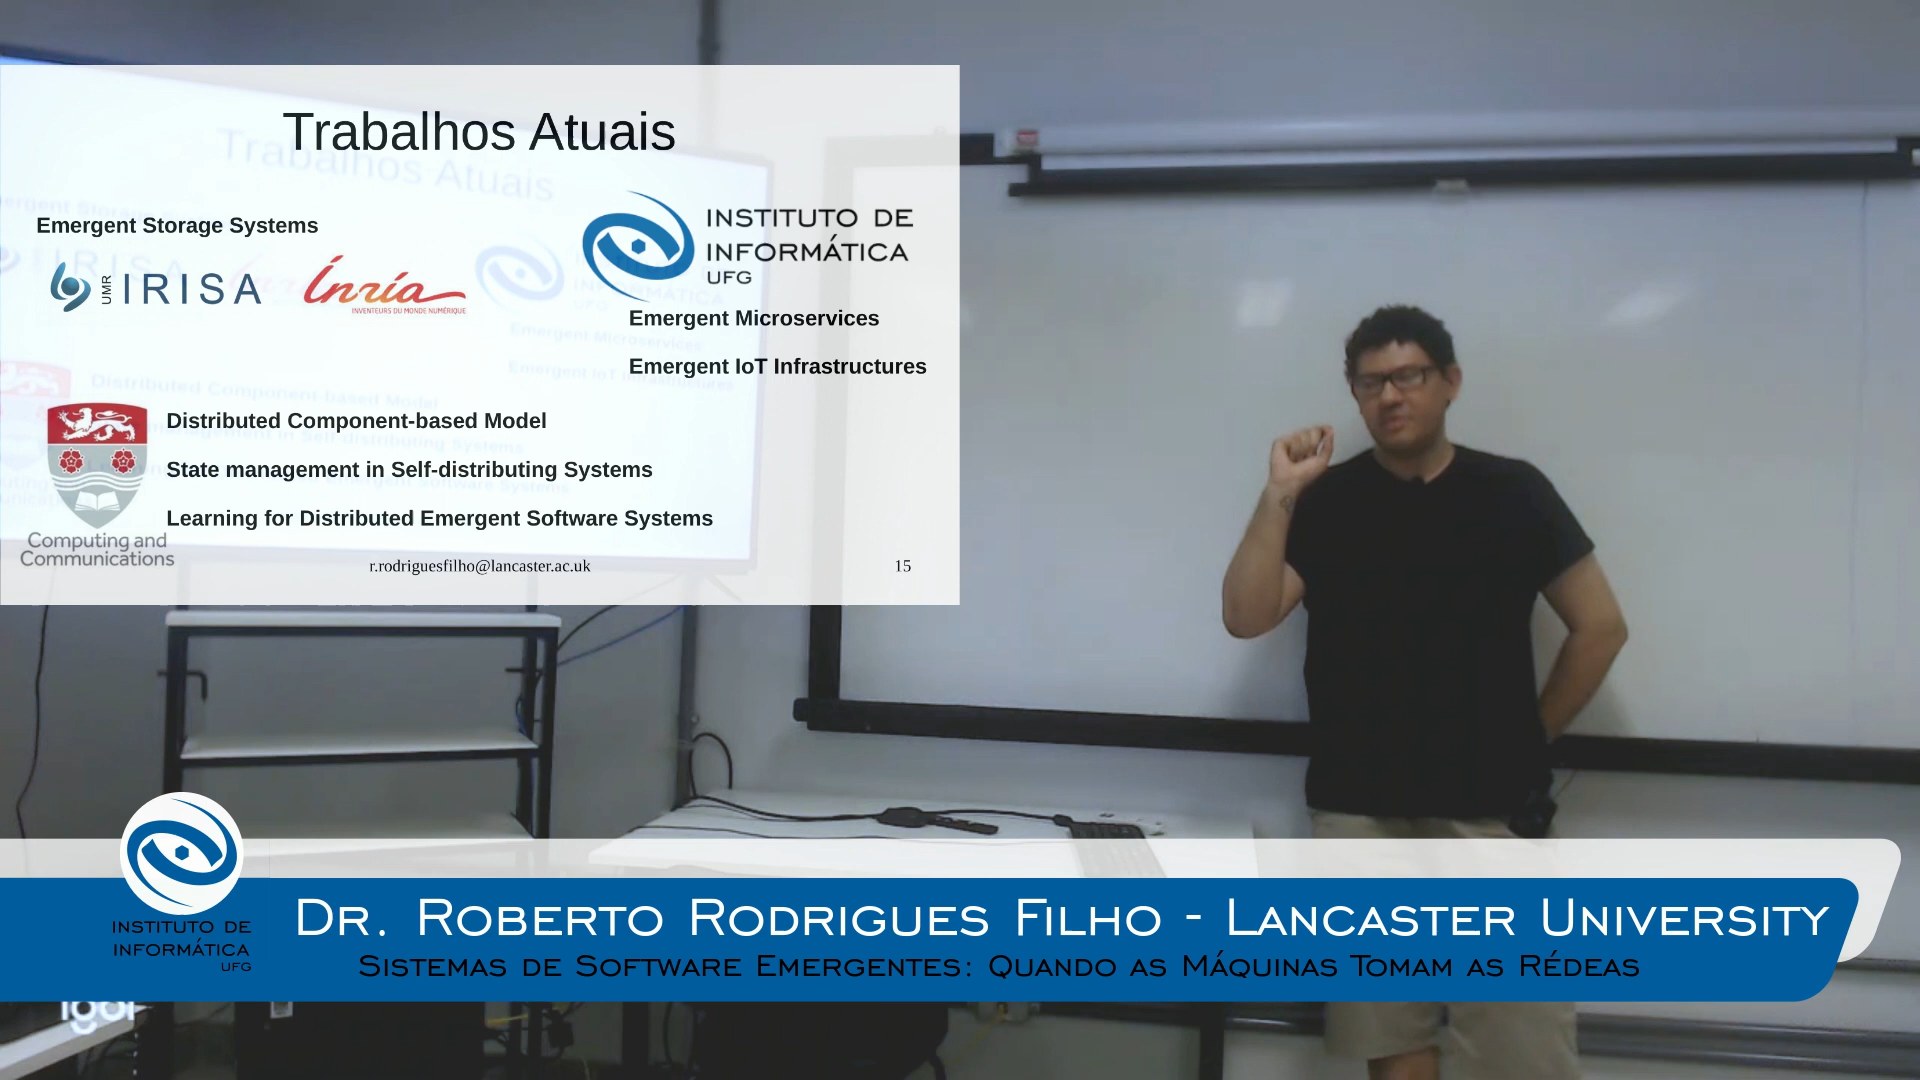 Trabalhos Atuais
Emergent Storage Systems
UMR IRISA
Inria
INVENTEURS DU MONDE NUMÉRIQUE
INSTITUTO DE
INFORMÁTICA
UFG
Emergent Microservices
Emergent IoT Infrastructures
Distributed Component-based Model
State management in Self-distributing Systems
Learning for Distributed Emergent Software Systems
Computing and
Communications
r.rodriguesfilho@lancaster.ac.uk
15
INSTITUTO DE
INFORMÁTICA
UFG
Dr. Roberto Rodrigues Filho - Lancaster University
Sistemas de Software Emergentes: Quando as Máquinas Tomam as Rédeas